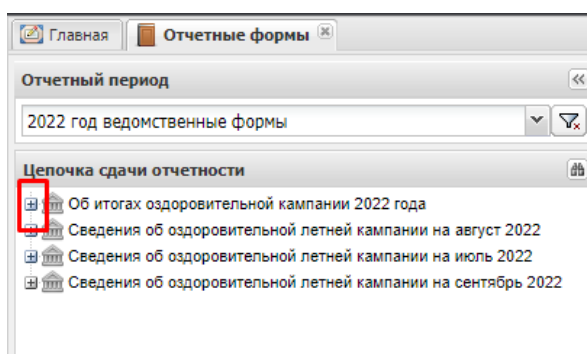 Главная Отчетные формы
Отчетный период
2022 год ведомственные формы
Цепочка сдачи отчетности
Об итогах оздоровительной кампании 2022 года
Сведения об оздоровительной летней кампании на август 2022
Сведения об оздоровительной летней кампании на июль 2022
Сведения об оздоровительной летней кампании на сентябрь 2022